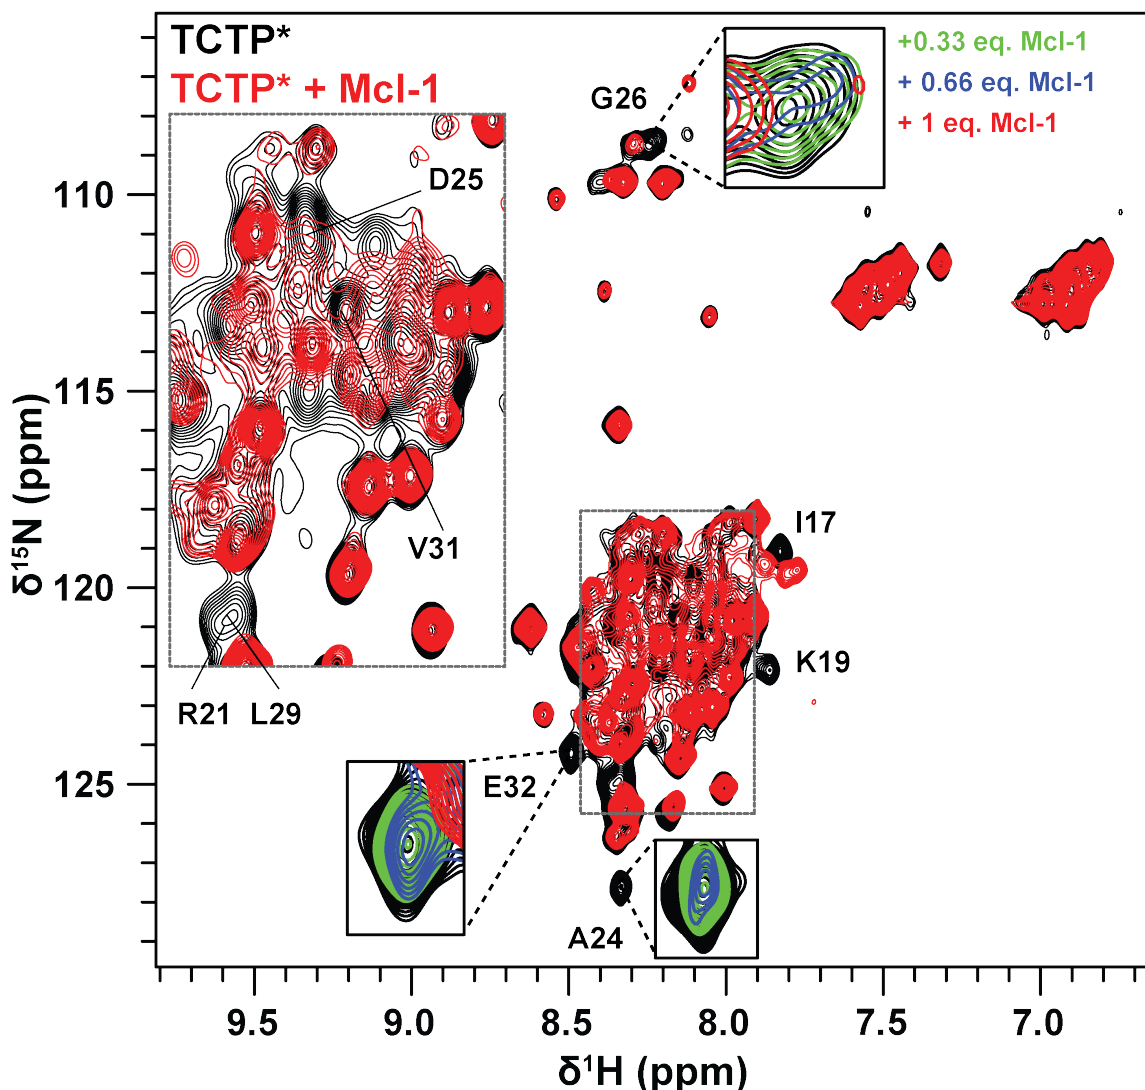 TCTP*
TCTP* + Mcl-1
+0.33 eq. Mcl-1
+ 0.66 eq. Mcl-1
+ 1 eq. Mcl-1
G26
D25
V31
I17
K19
R21 L29
E32
A24
110
115
120
125
δ¹⁵N (ppm)
9.5 9.0 8.5 8.0 7.5 7.0
δ¹H (ppm)